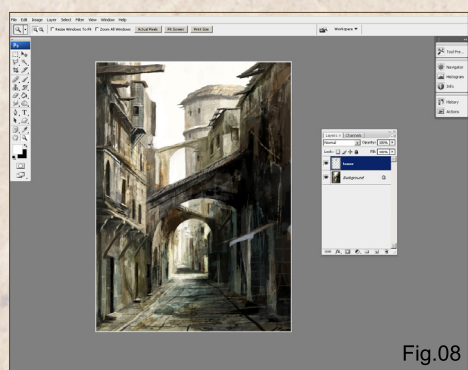 File Edit Image Layer Select Filter View Window Help
Resize Windows To Fit Zoom All Windows Actual Pixels Fit Screen Print Size Workspace
Ps
Tool Pre...
Navigator
Histogram
Info
History
Actions
Layers × Channels
Normal Opacity: 100%
Lock: Fill: 100%
Background
Fig.08